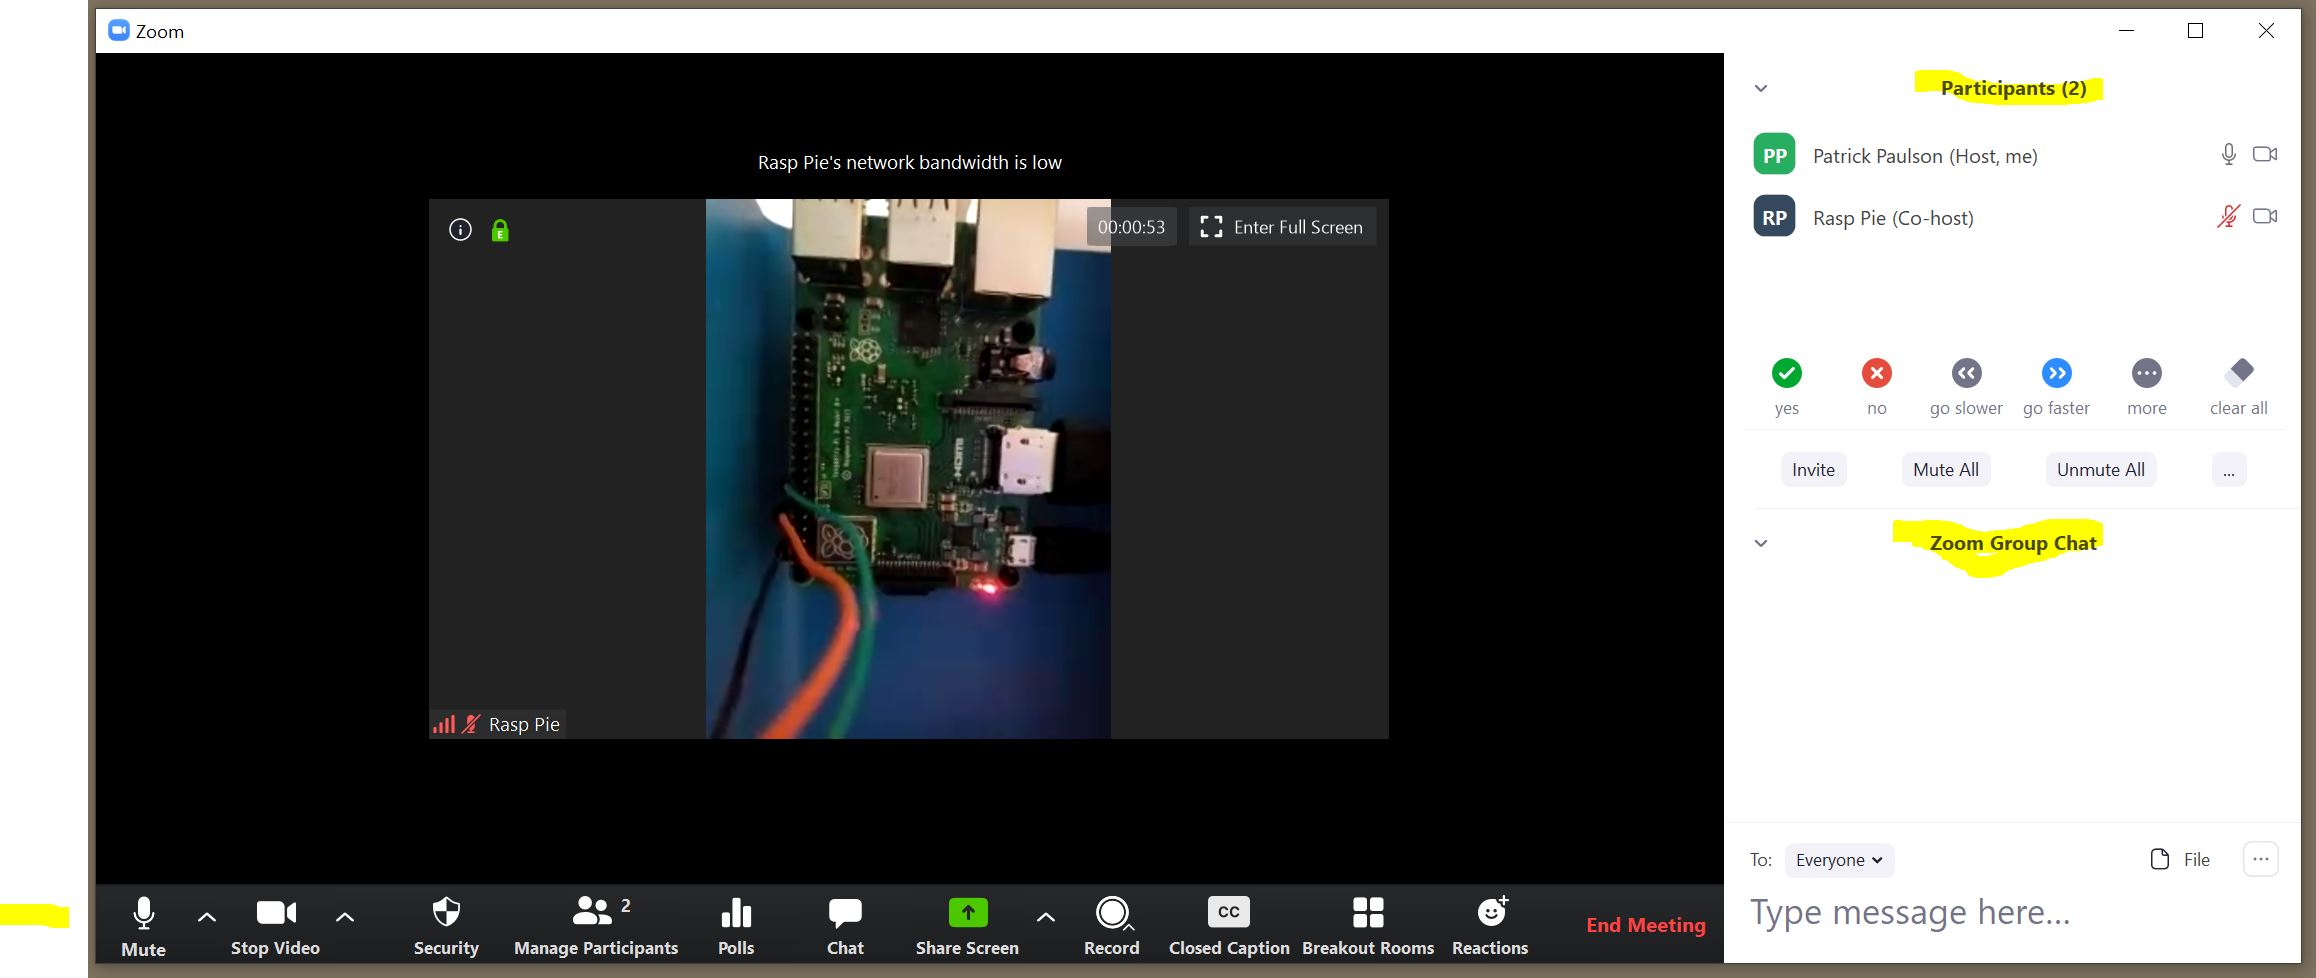 Zoom
Rasp Pie's network bandwidth is low
E
00:00:53
Enter Full Screen
HDMI
Rasp Pie
Participants (2)
PP
Patrick Paulson (Host, me)
RP
Rasp Pie (Co-host)
yes
no
go slower
go faster
more
clear all
Invite
Mute All
Unmute All
...
Zoom Group Chat
To:
Everyone
File
Type message here...
Mute
Stop Video
Security
2
Manage Participants
Polls
Chat
Share Screen
Record
CC
Closed Caption
Breakout Rooms
Reactions
End Meeting